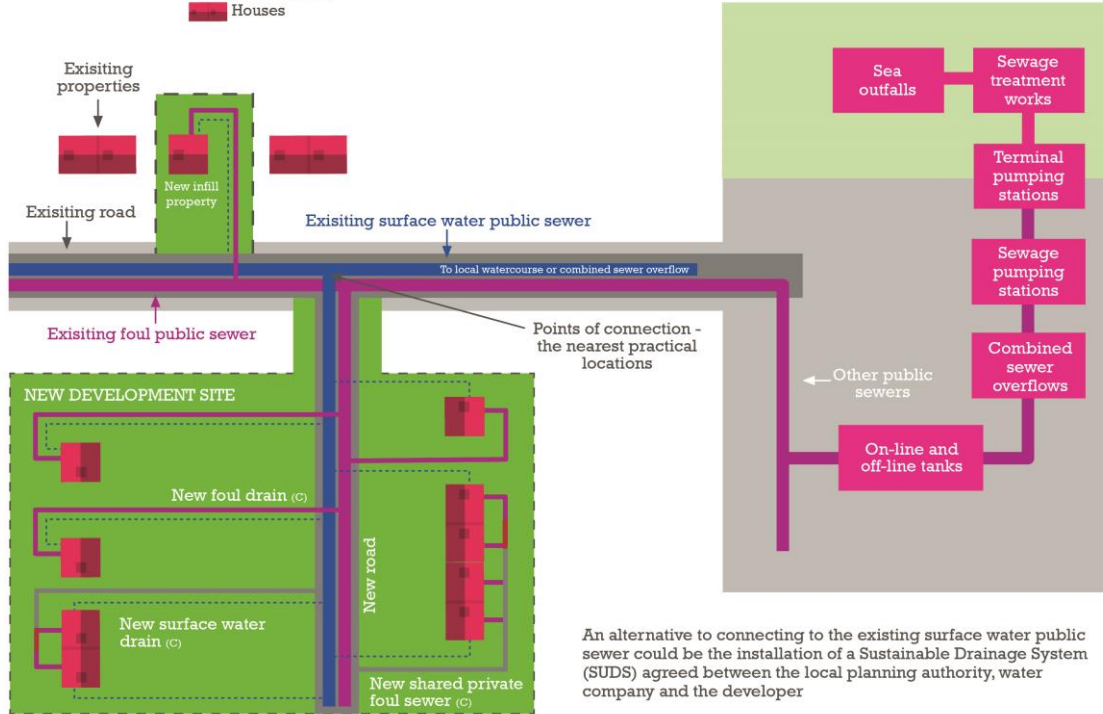 Houses
Exisiting
properties
New infill
property
Exisiting road
Exisiting surface water public sewer
To local watercourse or combined sewer overflow
Exisiting foul public sewer
Points of connection -
the nearest practical
locations
NEW DEVELOPMENT SITE
New foul drain (C)
New road
New surface water
drain (C)
New shared private
foul sewer (C)
Sea
outfalls
Sewage
treatment
works
Terminal
pumping
stations
Sewage
pumping
stations
Combined
sewer
overflows
Other public
sewers
On-line and
off-line tanks
An alternative to connecting to the existing surface water public
sewer could be the installation of a Sustainable Drainage System
(SUDS) agreed between the local planning authority, water
company and the developer